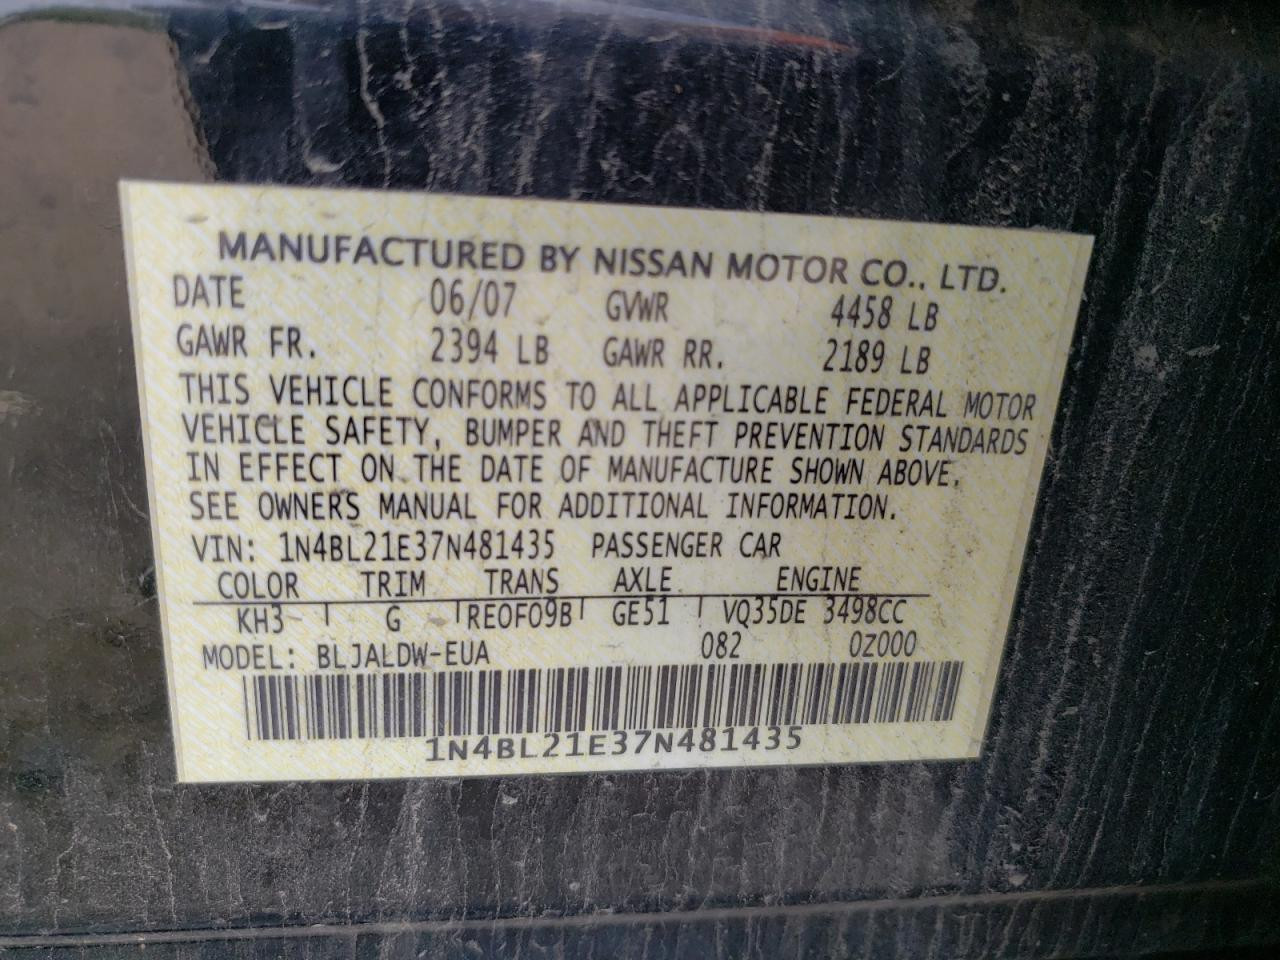 MANUFACTURED BY NISSAN MOTOR CO., LTD.
DATE 06/07 GVWR 4458 LB
GAWR FR. 2394 LB GAWR RR. 2189 LB
THIS VEHICLE CONFORMS TO ALL APPLICABLE FEDERAL MOTOR
VEHICLE SAFETY, BUMPER AND THEFT PREVENTION STANDARDS
IN EFFECT ON THE DATE OF MANUFACTURE SHOWN ABOVE.
SEE OWNERS MANUAL FOR ADDITIONAL INFORMATION.
VIN: 1N4BL21E37N481435 PASSENGER CAR
COLOR TRIM TRANS AXLE ENGINE
KH3 G REOFO9B GE51 VQ35DE 3498CC
MODEL: BLJALDW-EUA 082 0Z000
1N4BL21E37N481435